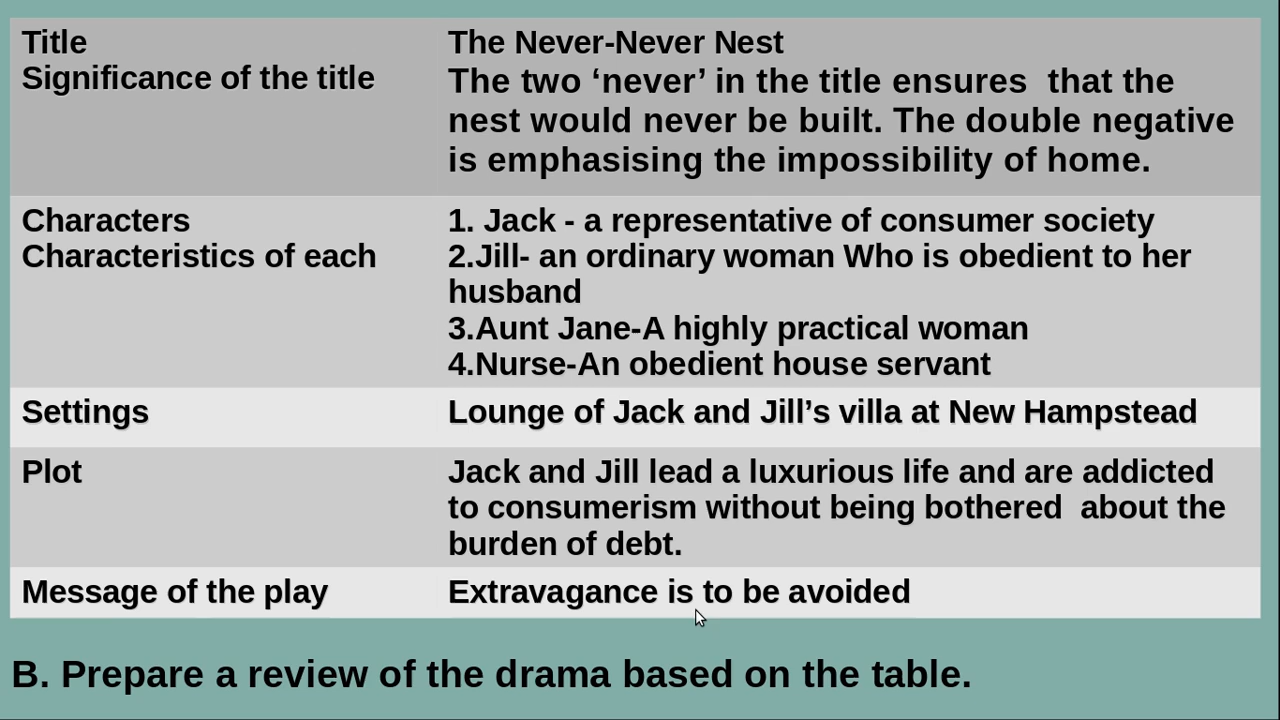 Title
Significance of the title
The Never-Never Nest
The two ‘never’ in the title ensures  that the
nest would never be built. The double negative
is emphasising the impossibility of home.
Characters
Characteristics of each
1. Jack - a representative of consumer society
2.Jill- an ordinary woman Who is obedient to her
husband
3.Aunt Jane-A highly practical woman
4.Nurse-An obedient house servant
Settings
Lounge of Jack and Jill’s villa at New Hampstead
Plot
Jack and Jill lead a luxurious life and are addicted
to consumerism without being bothered  about the
burden of debt.
Message of the play
Extravagance is to be avoided
B. Prepare a review of the drama based on the table.